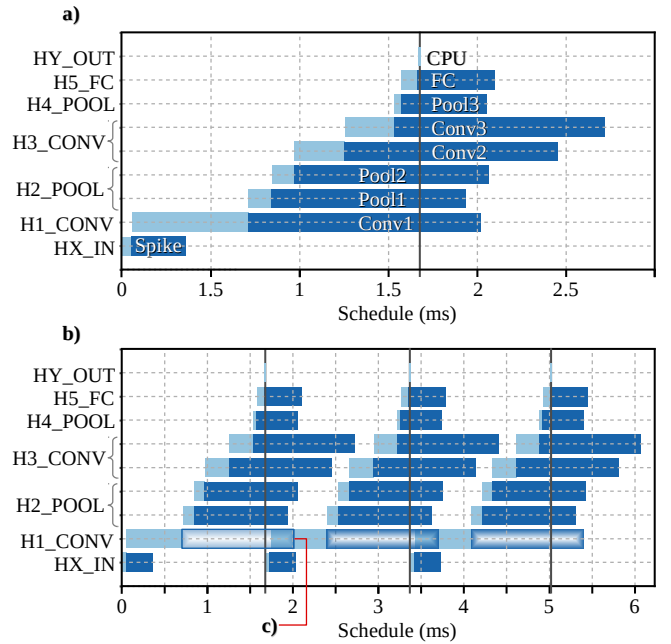 a)
HY_OUT
CPU
H5_FC
FC
H4_POOL
Pool3
H3_CONV
Conv3
Conv2
H2_POOL
Pool2
Pool1
H1_CONV
Conv1
HX_IN
Spike
0 1.5 1 1.5 2 2.5
Schedule (ms)
b)
HY_OUT
H5_FC
H4_POOL
H3_CONV
H2_POOL
H1_CONV
HX_IN
0 1 2 3 4 5 6
c)
Schedule (ms)